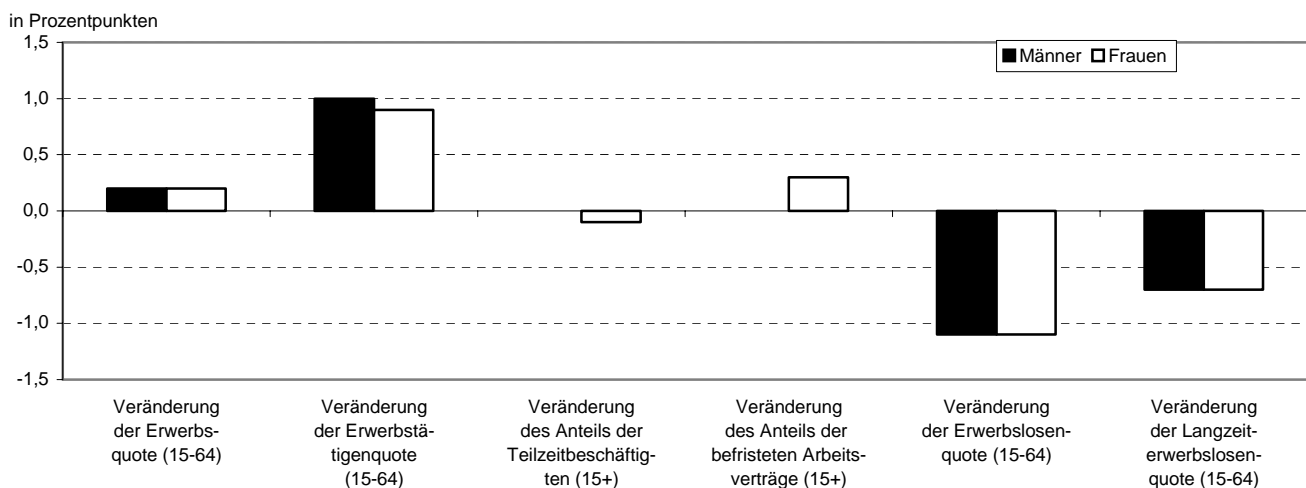 in Prozentpunkten
1,5
Männer Frauen
1,0
0,5
0,0
-0,5
-1,0
-1,5
Veränderung
der Erwerbs-
quote (15-64)
Veränderung
der Erwerbstä-
tigenquote
(15-64)
Veränderung
des Anteils der
Teilzeitbeschäftig-
ten (15+)
Veränderung
des Anteils der
befristeten Arbeits-
verträge (15+)
Veränderung
der Erwerbslosen-
quote (15-64)
Veränderung
der Langzeit-
erwerbslosen-
quote (15-64)